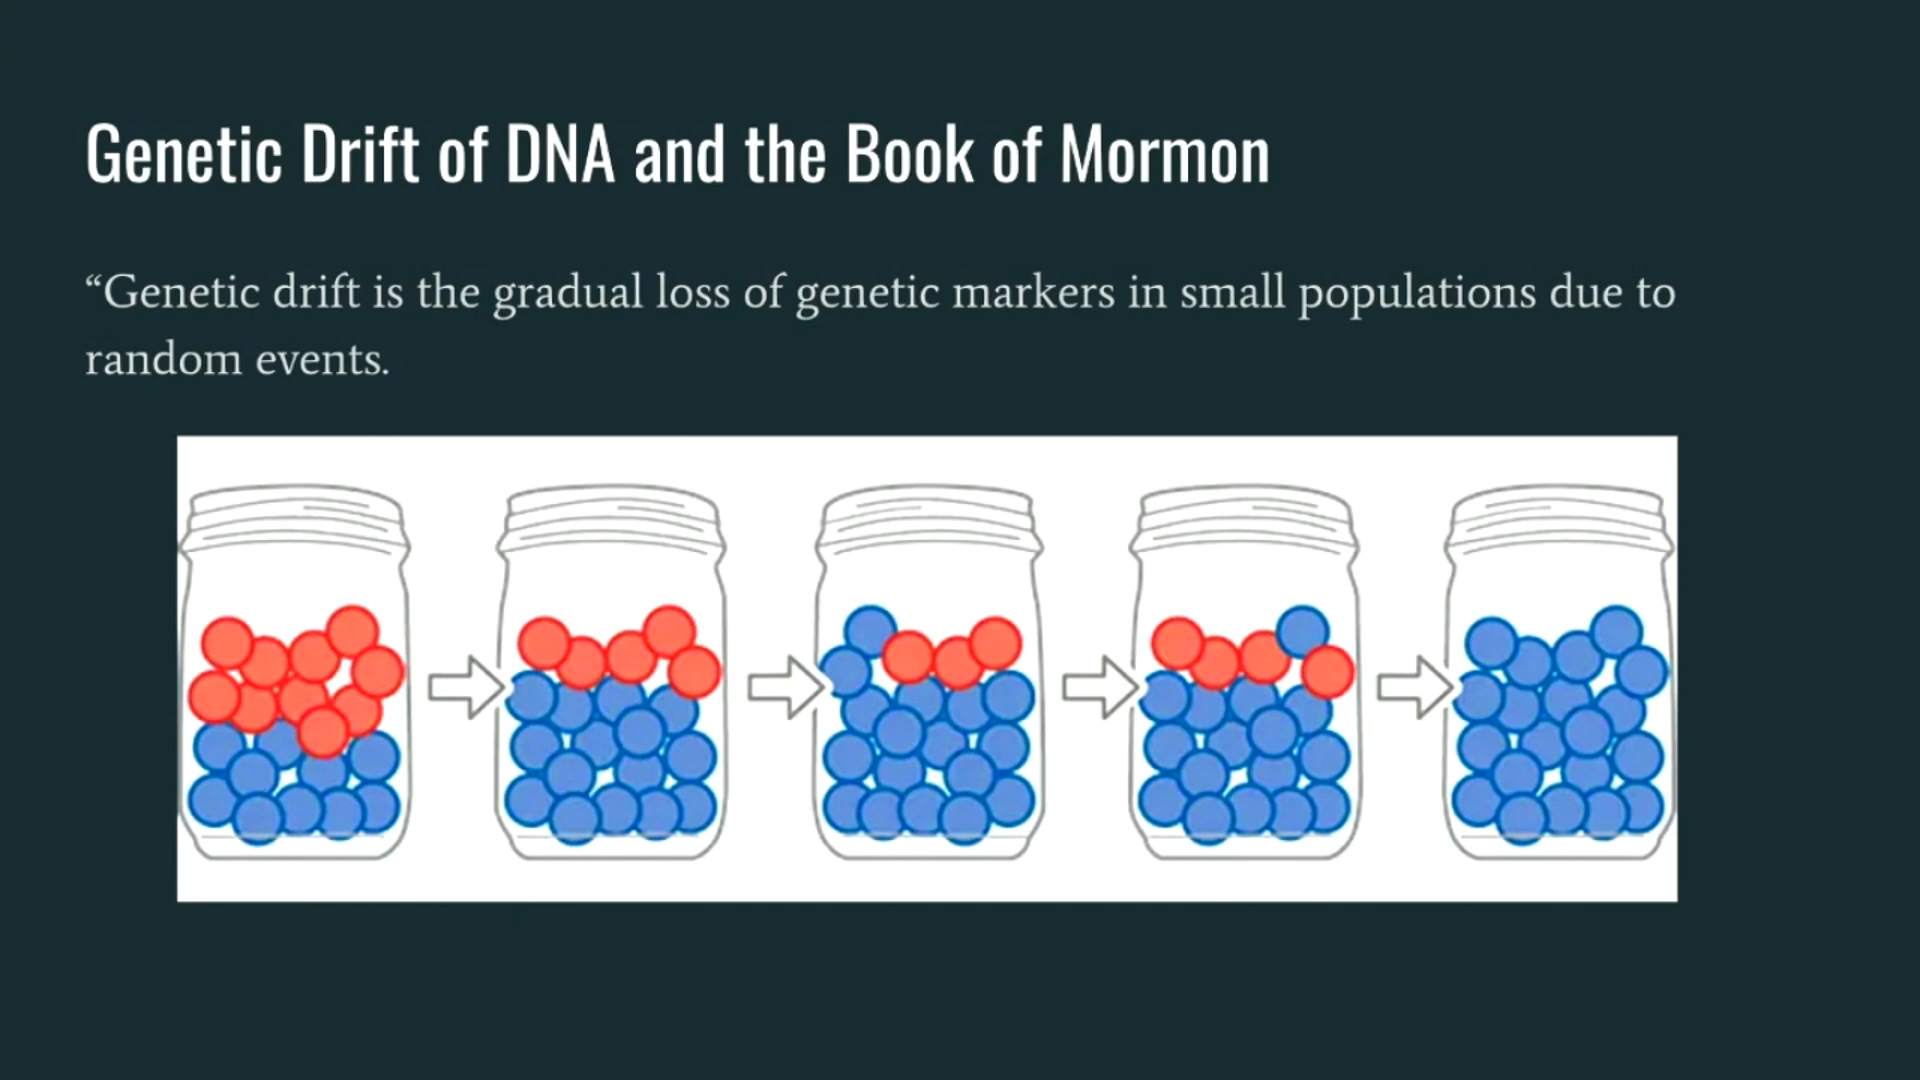 Genetic Drift of DNA and the Book of Mormon
“Genetic drift is the gradual loss of genetic markers in small populations due to
random events.